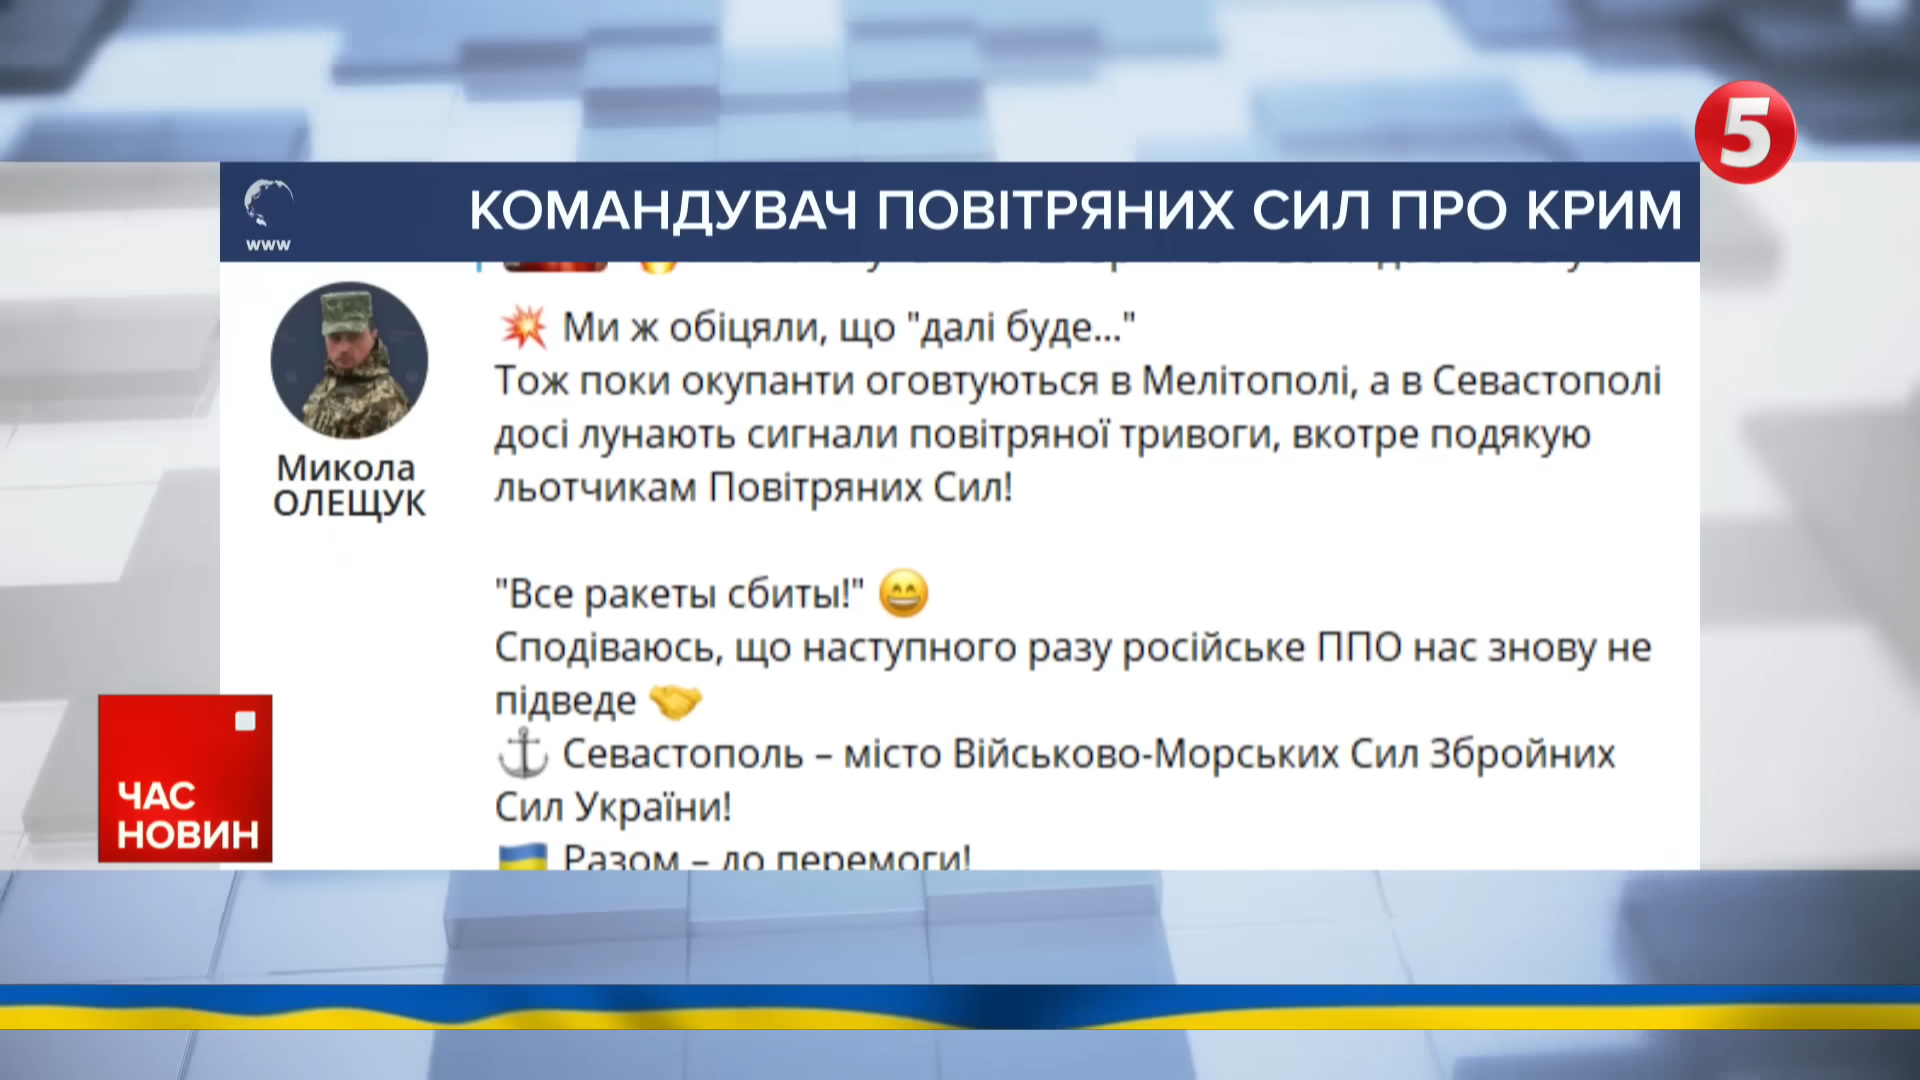 5
КОМАНДУВАЧ ПОВІТРЯНИХ СИЛ ПРО КРИМ
www
Микола
ОЛЕЩУК
Ми ж обіцяли, що "далі буде..."
Тож поки окупанти оговтуються в Мелітополі, а в Севастополі
досі лунають сигнали повітряної тривоги, вкотре подякую
льотчикам Повітряних Сил!
"Все ракеты сбиты!"
Сподіваюсь, що наступного разу російське ППО нас знову не
підведе
Севастополь – місто Військово-Морських Сил Збройних
Сил України!
Разом – до перемоги!
ЧАС
НОВИН